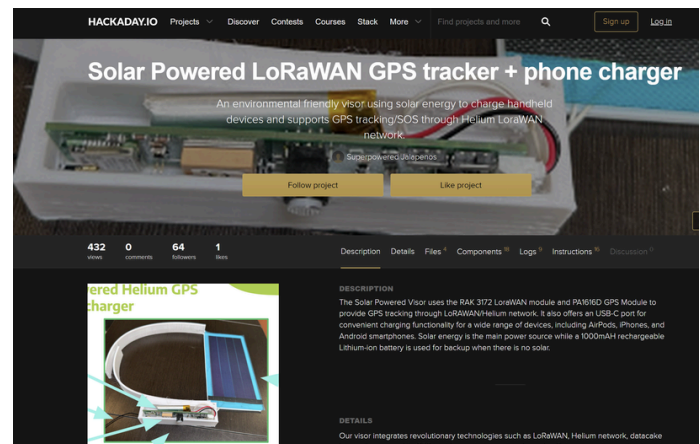 HACKADAY.IO Projects Discover Contests Courses Stack More Find projects and more Sign up Log in
Solar Powered LoRaWAN GPS tracker + phone charger
An environmental friendly visor using solar energy to charge handheld
devices and supports GPS tracking/SOS through Helium LoRaWAN
network.
Superpowered Jalapenos
Follow project Like project
432 0 64 1
views comments followers likes
Description Details Files 4 Components Logs Instructions Discussion
ered Helium GPS
charger
DESCRIPTION
The Solar Powered Visor uses the RAK 3172 LoraWAN module and PA1616D GPS Module to
provide GPS tracking through LoRAWAN/Helium network. It also offers an USB-C port for
convenient charging functionality for a wide range of devices, including AirPods, iPhones, and
Android smartphones. Solar energy is the main power source while a 1000mAH rechargeable
Lithium-ion battery is used for backup when there is no solar.
DETAILS
Our visor integrates revolutionary technologies such as LoRaWAN, Helium network, datacake